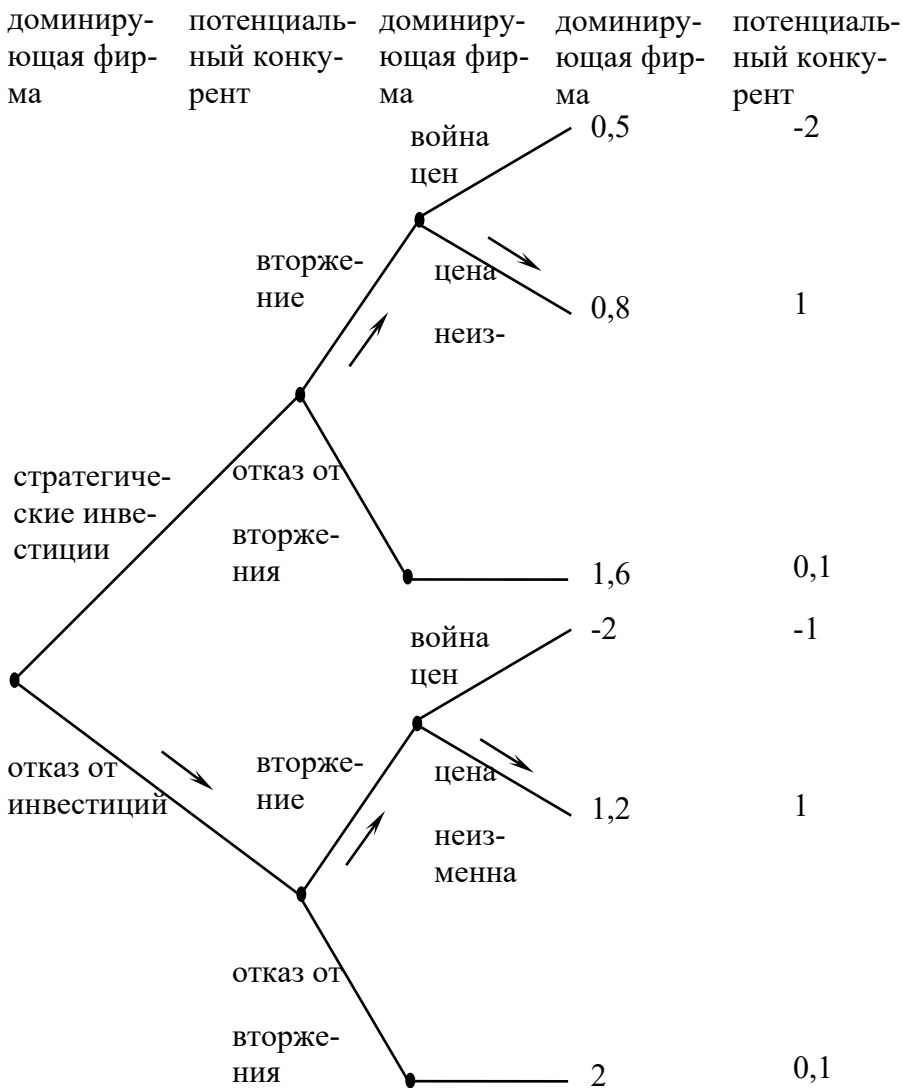 доминиру-
ющая фир-
ма
потенциаль-
ный конку-
рент
доминиру-
ющая фир-
ма
доминиру-
ющая фир-
ма
потенциаль-
ный конку-
рент
война
цен
0,5
-2
вторже-
ние
цена
неиз-
0,8
1
стратегиче-
ские инве-
стиции
отказ от
вторже-
ния
1,6
0,1
война
цен
-2
-1
отказ от
инвестиций
вторже-
ние
цена
неиз-
менна
1,2
1
отказ от
вторже-
ния
2
0,1